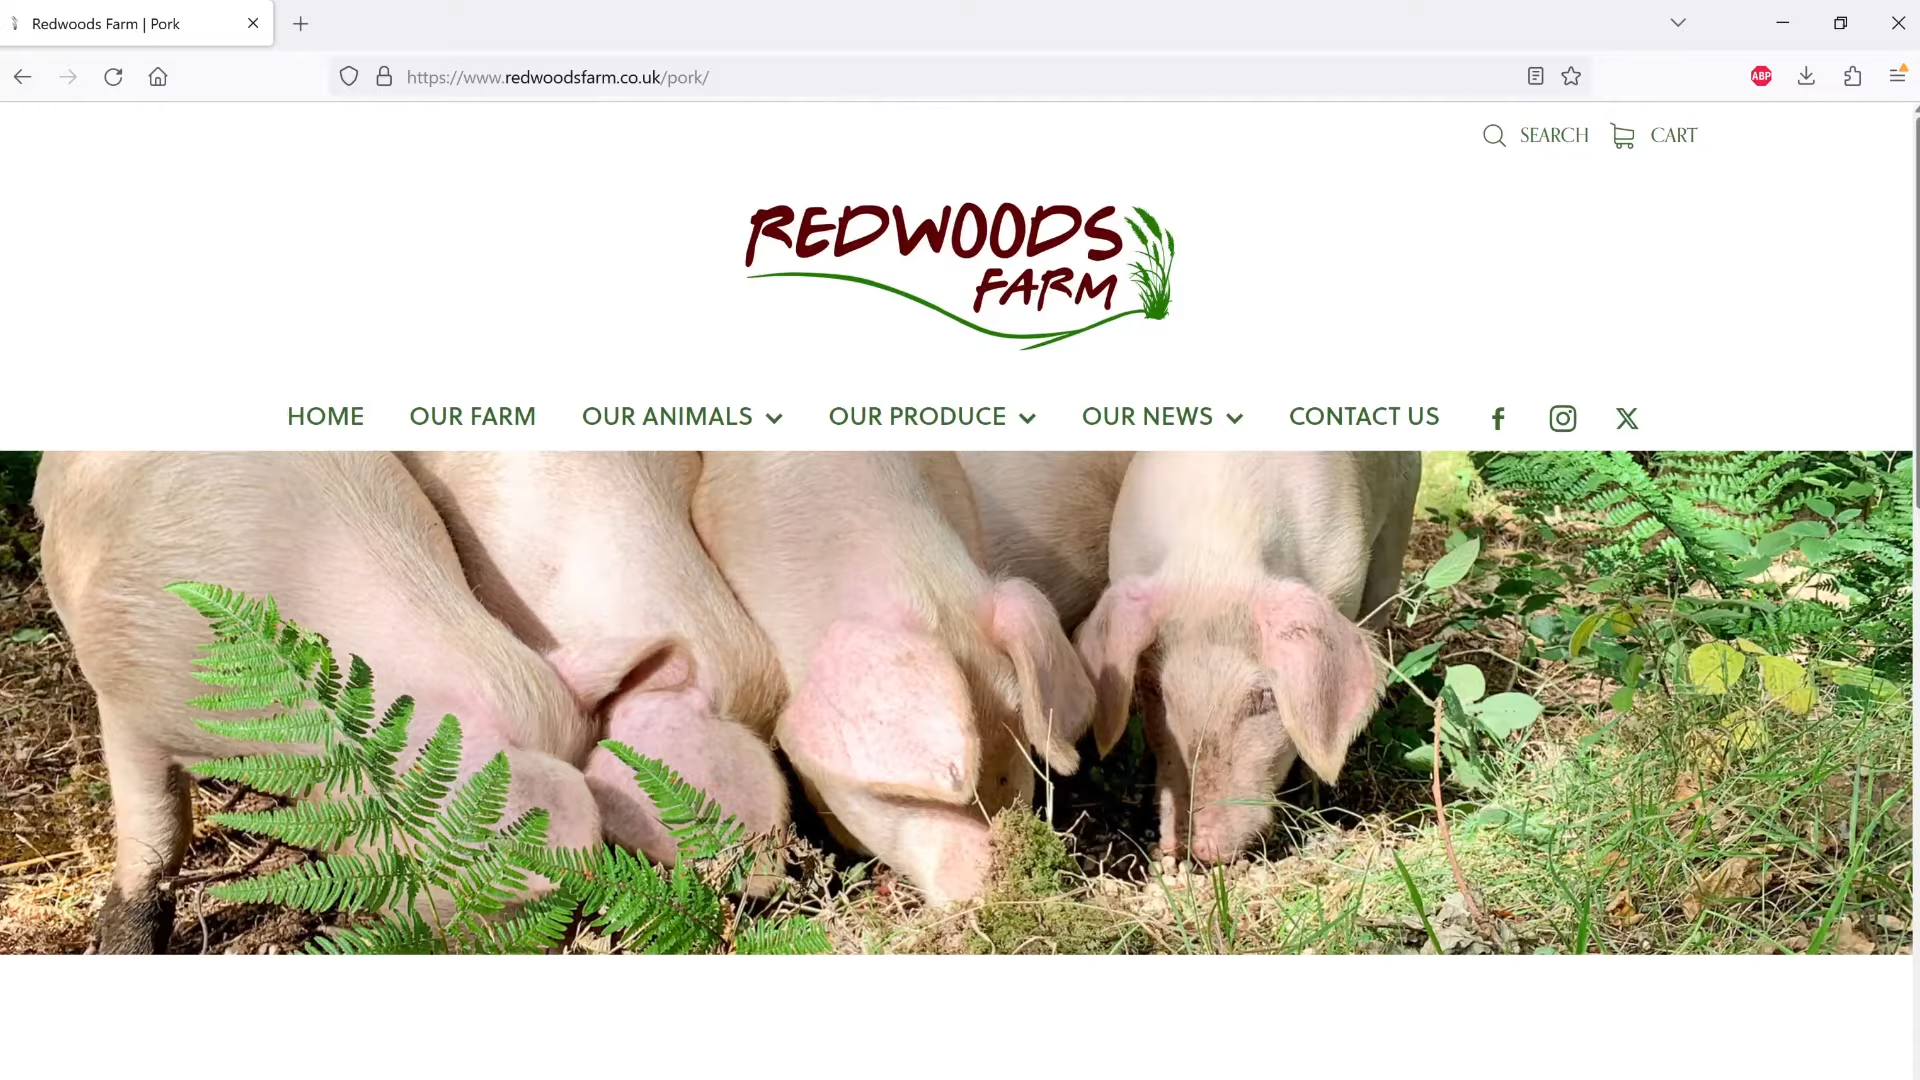 Redwoods Farm | Pork
https://www.redwoodsfarm.co.uk/pork/
ABP
SEARCH CART
REDWOODS
FARM
HOME OUR FARM OUR ANIMALS OUR PRODUCE OUR NEWS CONTACT US